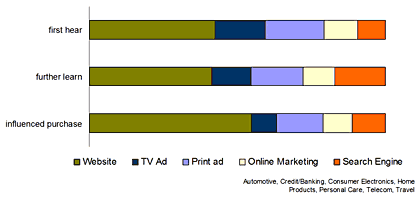 first hear
further learn
influenced purchase
Website TV Ad Print ad Online Marketing Search Engine
Automotive, Credit/Banking, Consumer Electronics, Home
Products, Personal Care, Telecom, Travel